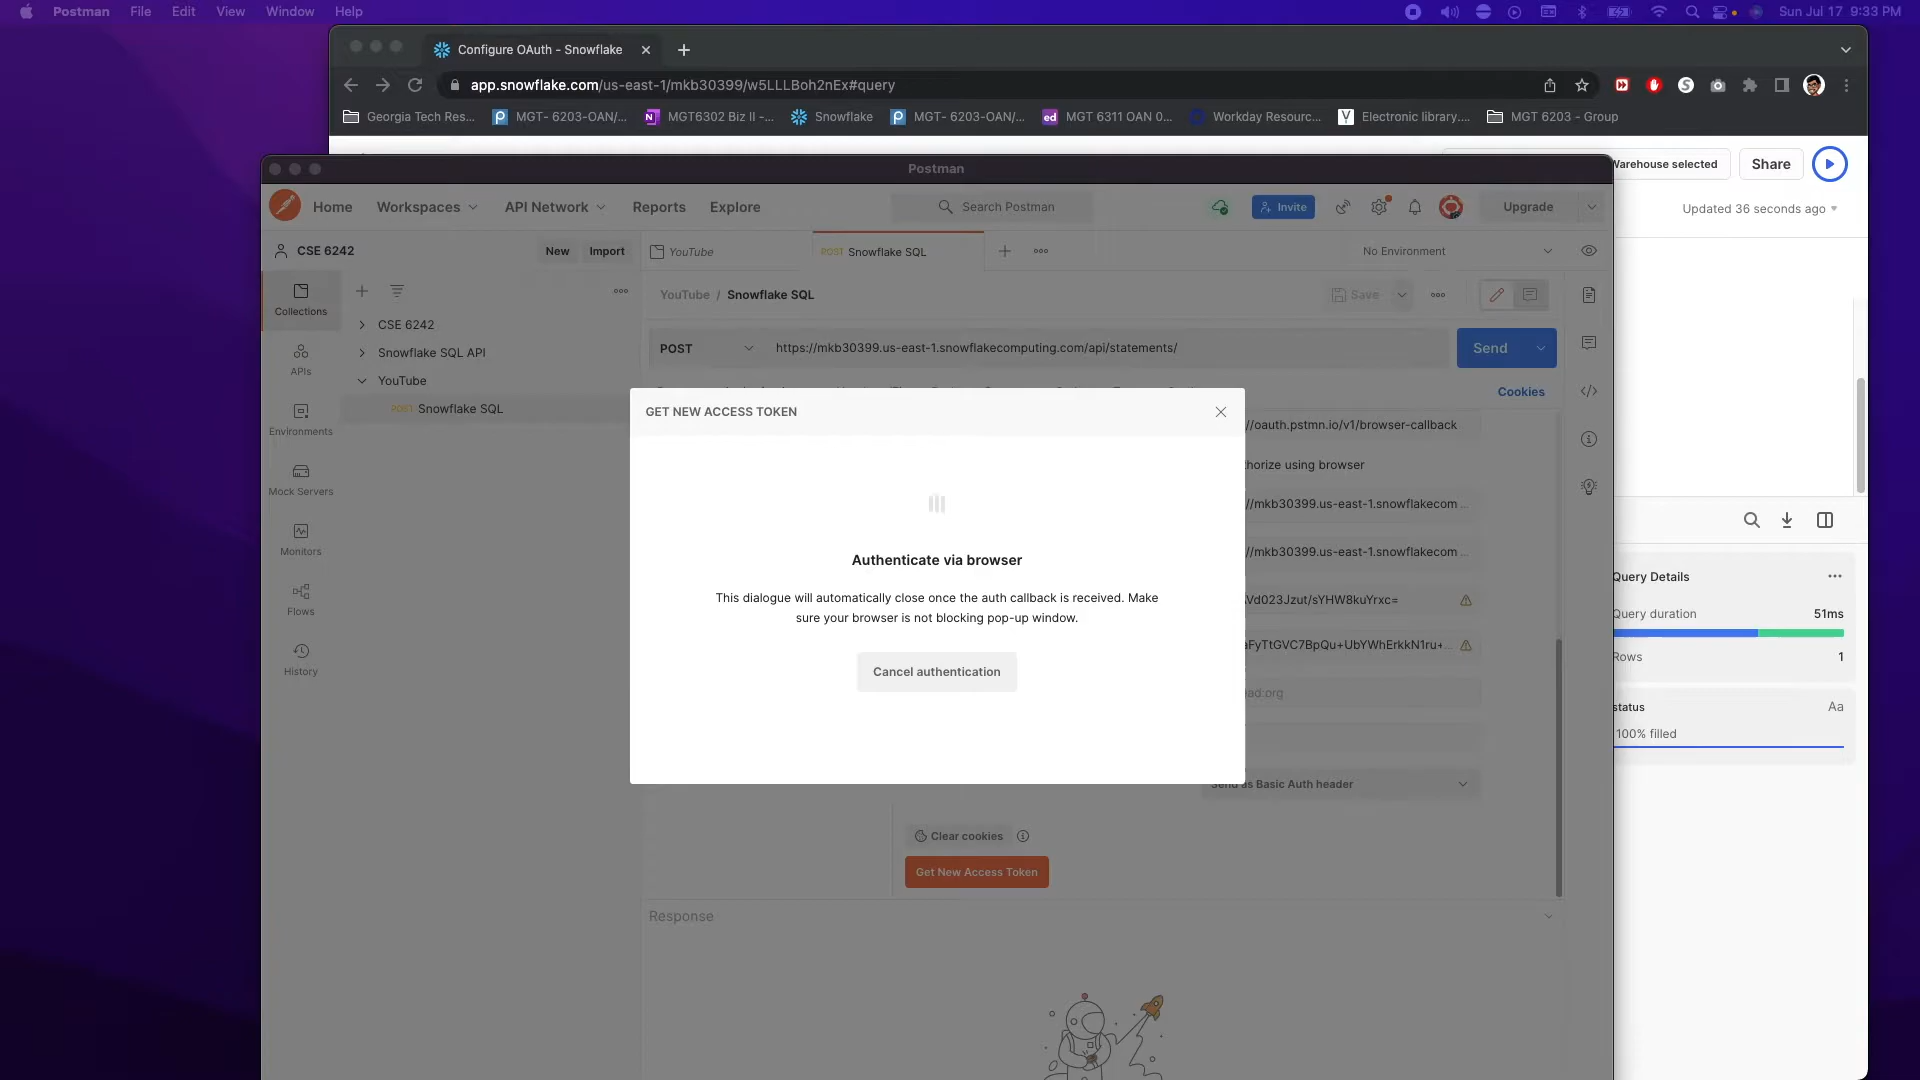 Postman File Edit View Window Help
Sun Jul 17 9:33 PM
Configure OAuth - Snowflake
app.snowflake.com/us-east-1/mkb30399/w5LLLBoh2nEx#query
Georgia Tech Res... MGT- 6203-OAN/... MGT6302 Biz II -... Snowflake MGT- 6203-OAN/... MGT 6311 OAN 0... Workday Resourc... Electronic library.... MGT 6203 - Group
Postman
Warehouse selected Share
Home Workspaces API Network Reports Explore Search Postman Invite Upgrade
Updated 36 seconds ago
CSE 6242 New Import YouTube POST Snowflake SQL No Environment
Collections
YouTube / Snowflake SQL Save
CSE 6242
Snowflake SQL API
YouTube
POST Snowflake SQL
POST https://mkb30399.us-east-1.snowflakecomputing.com/api/statements/ Send
Cookies
APIs
Environments
Mock Servers
Monitors
Flows
History
GET NEW ACCESS TOKEN
Authenticate via browser
This dialogue will automatically close once the auth callback is received. Make
sure your browser is not blocking pop-up window.
Cancel authentication
//oauth.pstmn.io/v1/browser-callback
horize using browser
//mkb30399.us-east-1.snowflakecom...
//mkb30399.us-east-1.snowflakecom...
Vd023Jzut/sYHW8kuYrxc=
aFyTtGVC7BpQu+UbYWhErkkN1ru+...
ad:org
Send as Basic Auth header
Clear cookies
Get New Access Token
Response
Query Details
Query duration 51ms
Rows 1
status Aa
100% filled